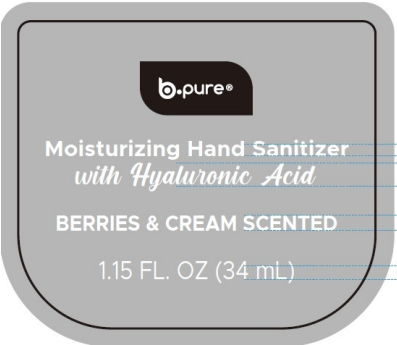 b.pure®
Moisturizing Hand Sanitizer
with Hyaluronic Acid
BERRIES & CREAM SCENTED
1.15 FL. OZ (34 mL)